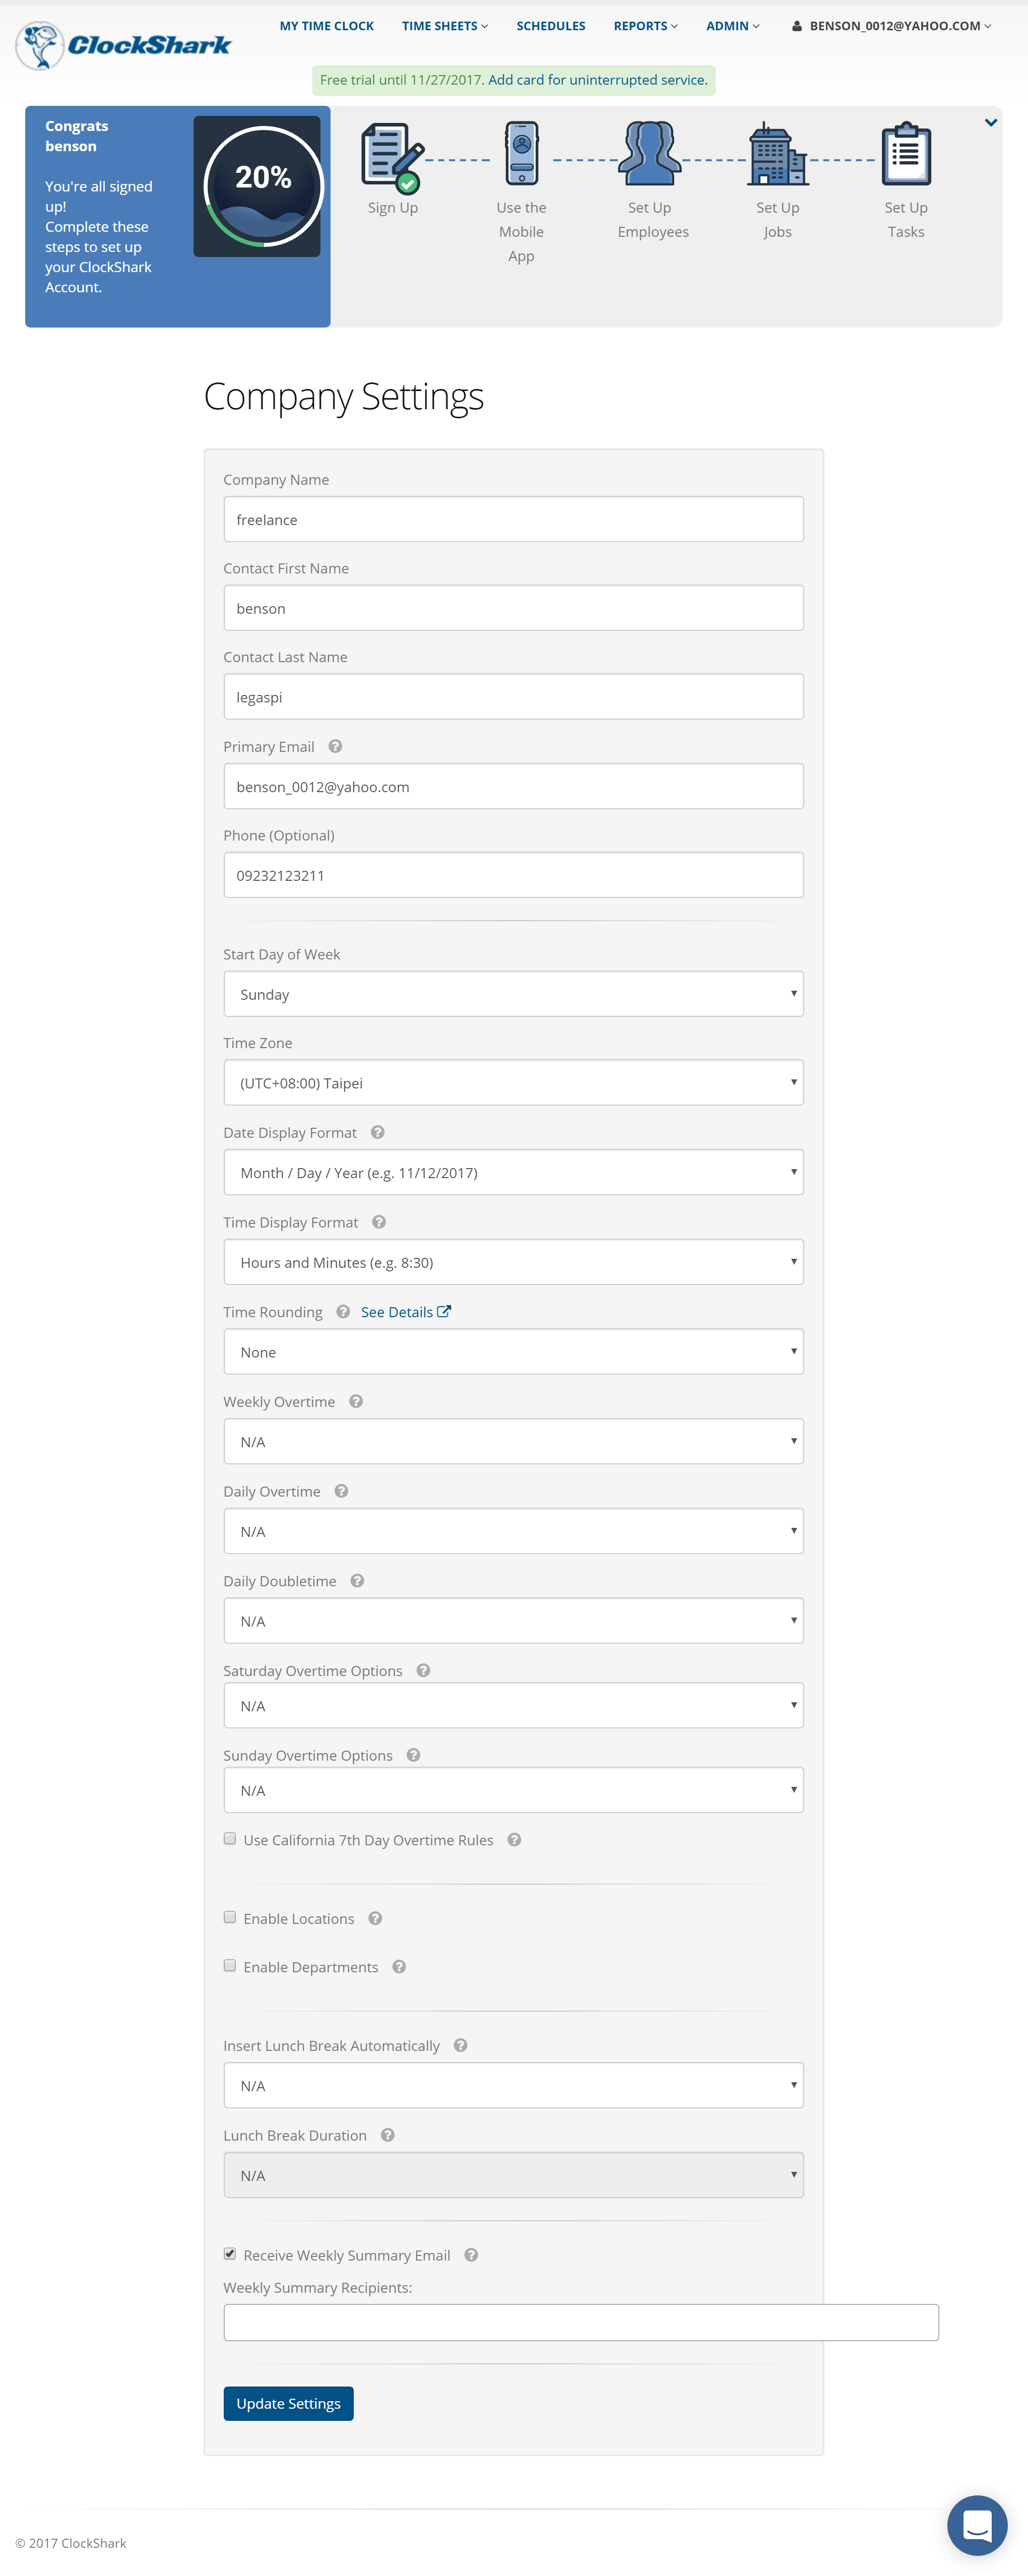 ClockShark
MY TIME CLOCK TIME SHEETS SCHEDULES REPORTS ADMIN BENSON_0012@YAHOO.COM
Free trial until 11/27/2017. Add card for uninterrupted service.
Congrats
benson
You're all signed
up!
Complete these
steps to set up
your ClockShark
Account.
20%
Sign Up
Use the
Mobile
App
Set Up
Employees
Set Up
Jobs
Set Up
Tasks
Company Settings
Company Name
freelance
Contact First Name
benson
Contact Last Name
legaspi
Primary Email ?
benson_0012@yahoo.com
Phone (Optional)
09232123211
Start Day of Week
Sunday
Time Zone
(UTC+08:00) Taipei
Date Display Format ?
Month / Day / Year (e.g. 11/12/2017)
Time Display Format ?
Hours and Minutes (e.g. 8:30)
Time Rounding ? See Details
None
Weekly Overtime ?
N/A
Daily Overtime ?
N/A
Daily Doubletime ?
N/A
Saturday Overtime Options ?
N/A
Sunday Overtime Options ?
N/A
Use California 7th Day Overtime Rules ?
Enable Locations ?
Enable Departments ?
Insert Lunch Break Automatically ?
N/A
Lunch Break Duration ?
N/A
Receive Weekly Summary Email ?
Weekly Summary Recipients:
Update Settings
© 2017 ClockShark